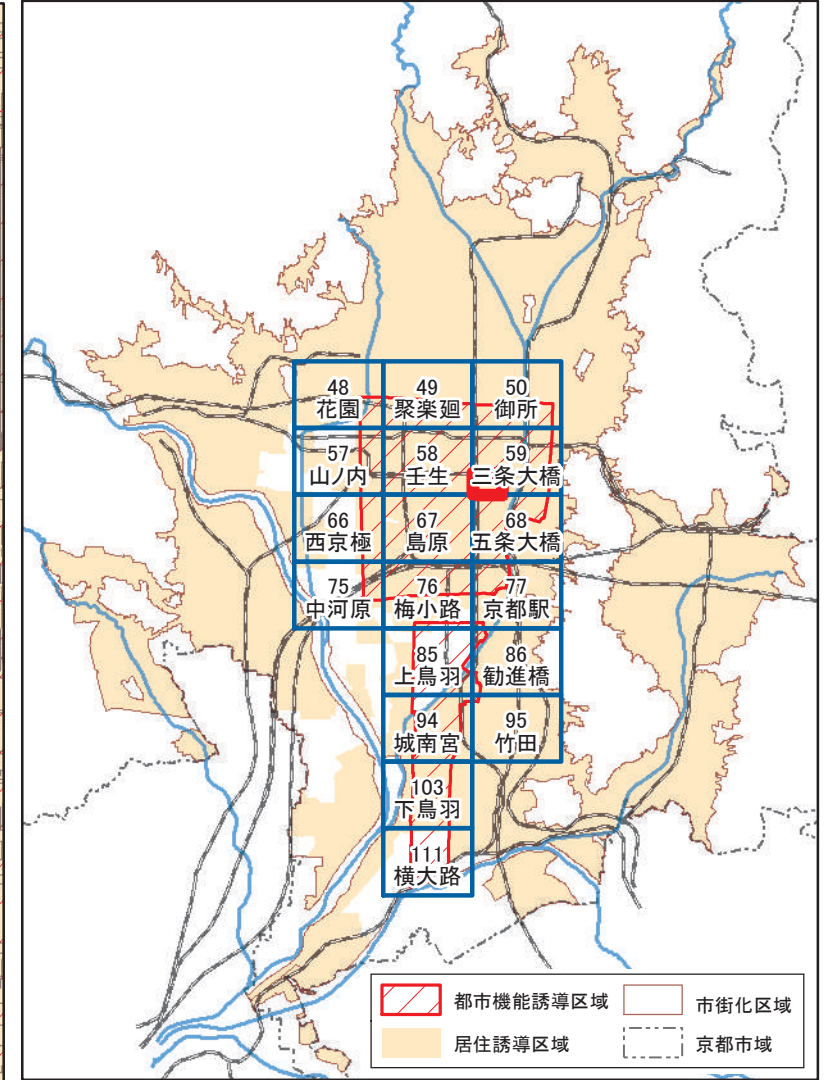 48
花園
49
聚楽廻
50
御所
57
山ノ内
58
壬生
59
三条大橋
66
西京極
67
島原
68
五条大橋
75
中河原
76
梅小路
77
京都駅
85
上鳥羽
86
勧進橋
94
城南宮
95
竹田
103
下鳥羽
111
横大路
都市機能誘導区域
市街化区域
居住誘導区域
京都市域